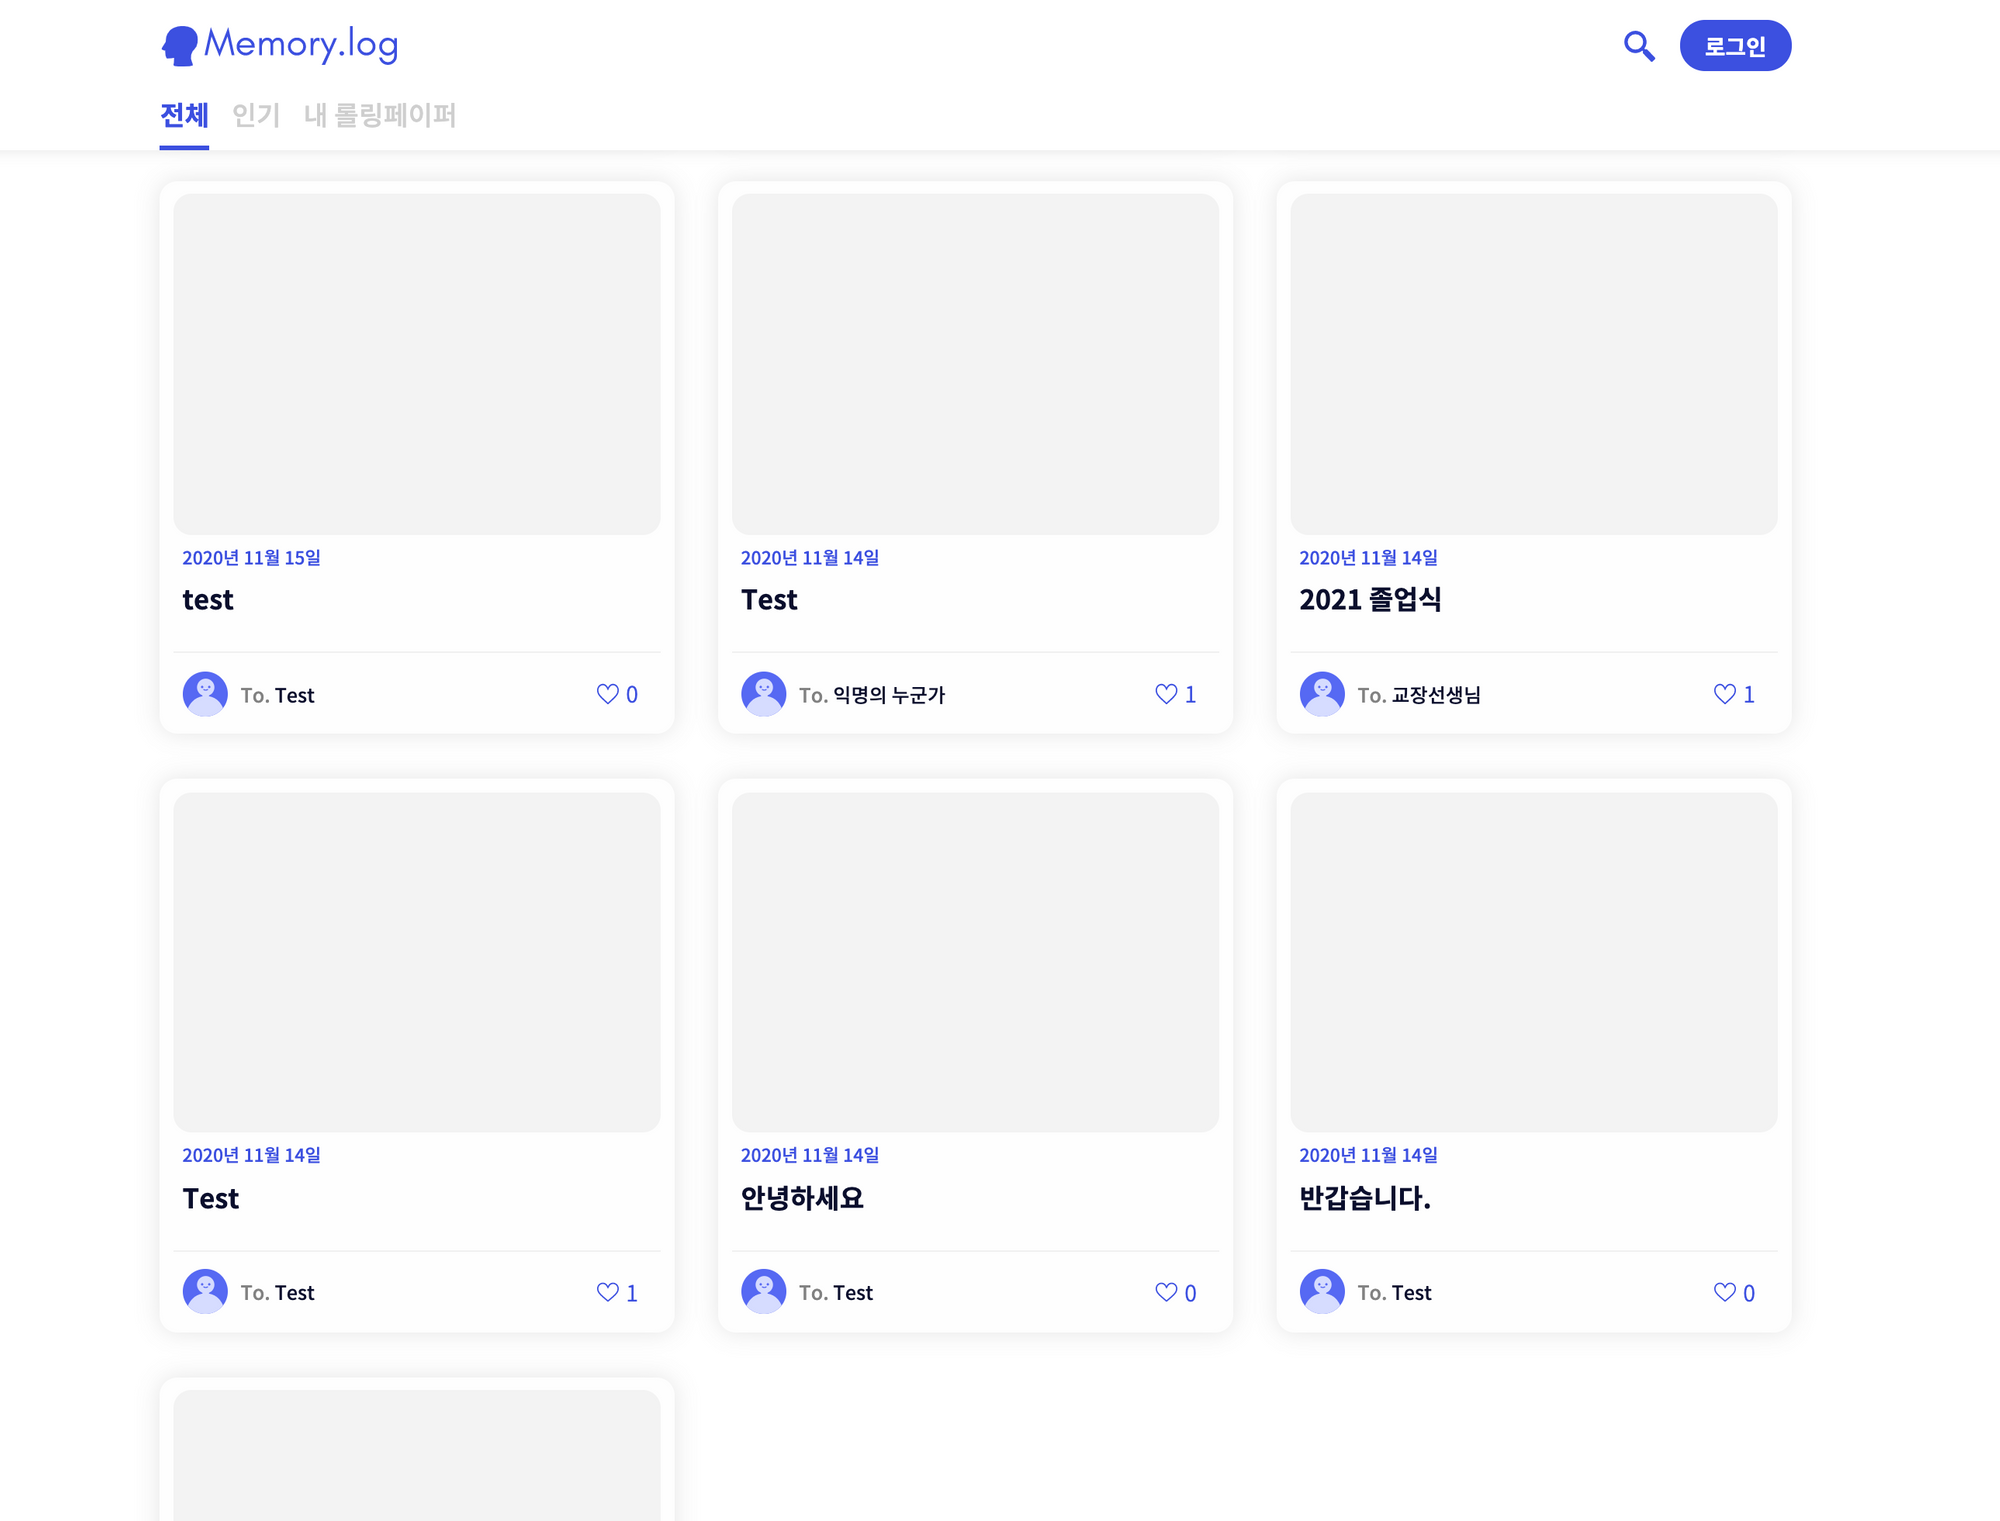 Memory.log
로그인
전체 인기 내 롤링페이퍼
2020년 11월 15일
test
To. Test
0
2020년 11월 14일
Test
To. 익명의 누군가
1
2020년 11월 14일
2021 졸업식
To. 교장선생님
1
2020년 11월 14일
Test
To. Test
1
2020년 11월 14일
안녕하세요
To. Test
0
2020년 11월 14일
반갑습니다.
To. Test
0